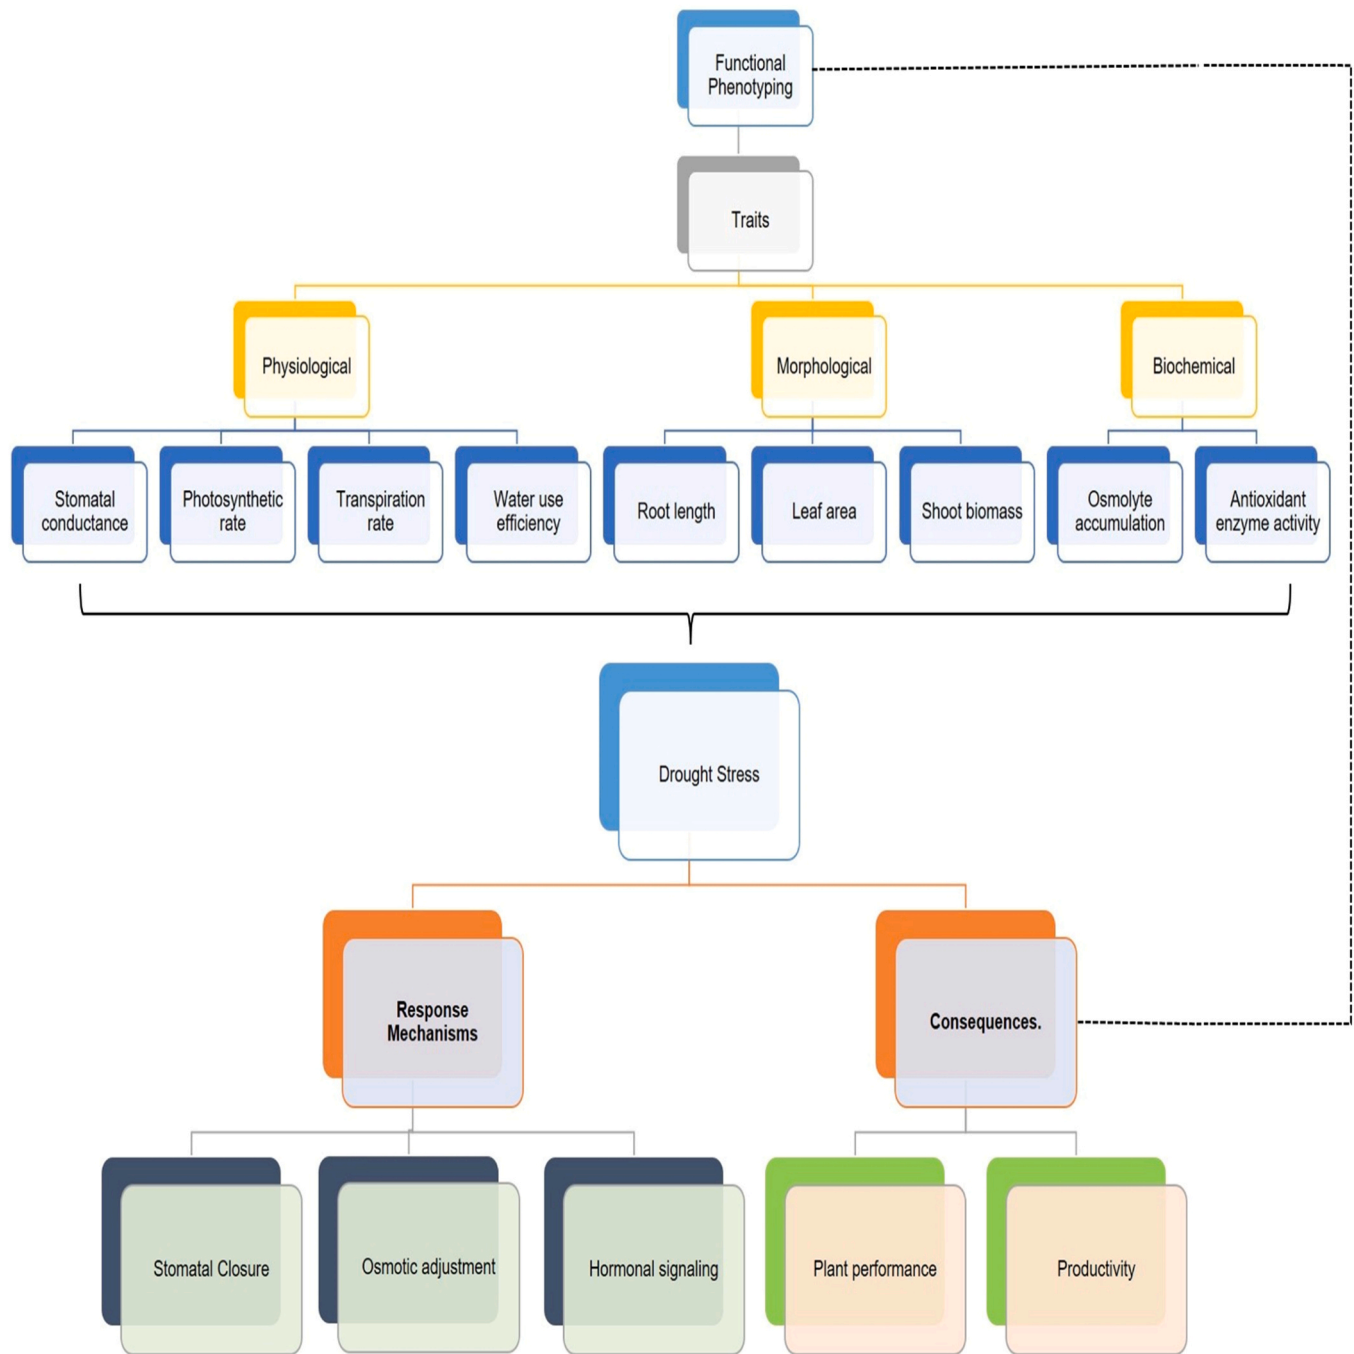 Functional
Phenotyping
Traits
Physiological
Morphological
Biochemical
Stomatal
conductance
Photosynthetic
rate
Transpiration
rate
Water use
efficiency
Root length
Leaf area
Shoot biomass
Osmolyte
accumulation
Antioxidant
enzyme activity
Drought Stress
Response
Mechanisms
Consequences.
Stomatal Closure
Osmotic adjustment
Hormonal signaling
Plant performance
Productivity